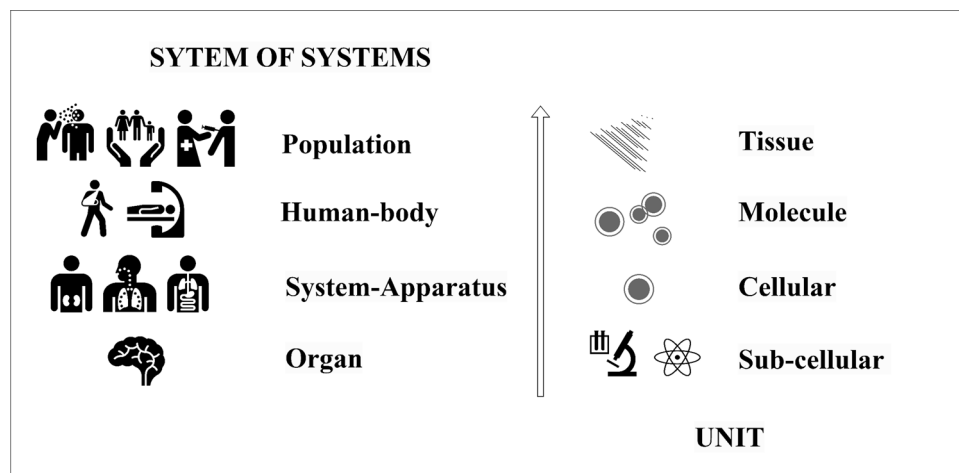 SYTEM OF SYSTEMS
Population
Human-body
System-Apparatus
Organ
Tissue
Molecule
Cellular
Sub-cellular
UNIT